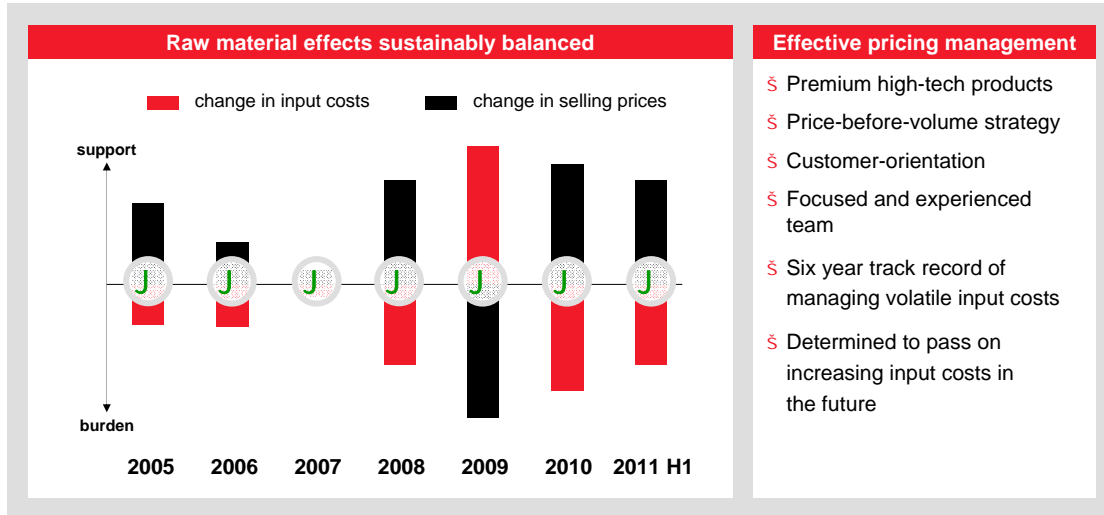 Raw material effects sustainably balanced
change in input costs
change in selling prices
support
J J J J J J J
burden
2005 2006 2007 2008 2009 2010 2011 H1
Effective pricing management
Š Premium high-tech products
Š Price-before-volume strategy
Š Customer-orientation
Š Focused and experienced
team
Š Six year track record of
managing volatile input costs
Š Determined to pass on
increasing input costs in
the future